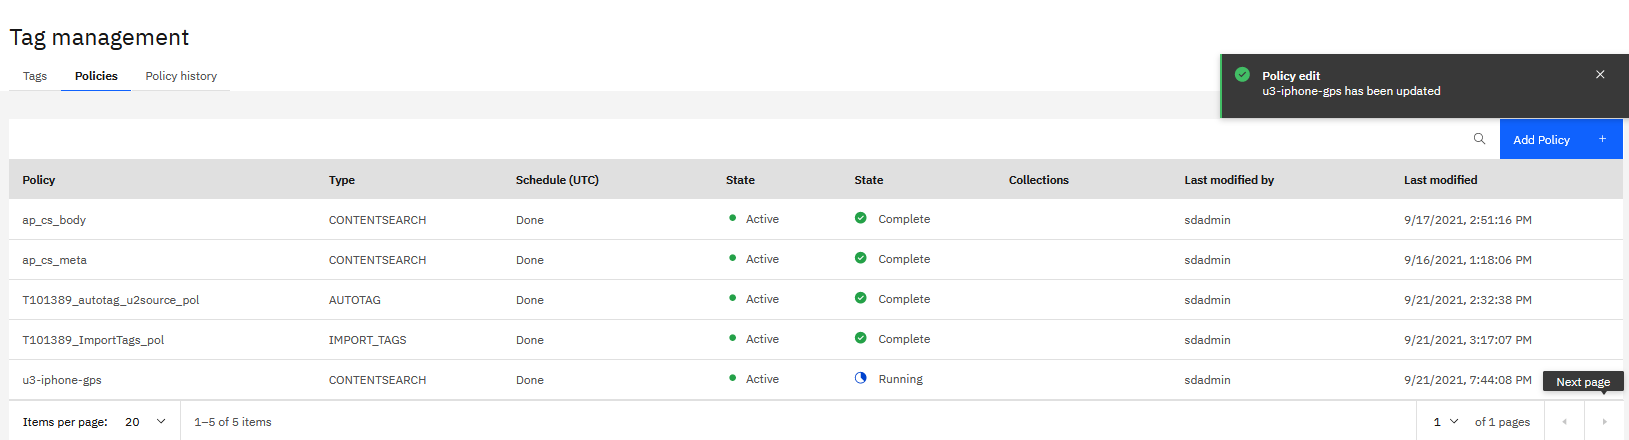 Tag management
Tags Policies Policy history
Policy edit
u3-iphone-gps has been updated
Add Policy +
Policy Type Schedule (UTC) State State Collections Last modified by Last modified
ap_cs_body CONTENTSEARCH Done Active Complete sdadmin 9/17/2021, 2:51:16 PM
ap_cs_meta CONTENTSEARCH Done Active Complete sdadmin 9/16/2021, 1:18:06 PM
T101389_autotag_u2source_pol AUTOTAG Done Active Complete sdadmin 9/21/2021, 2:32:38 PM
T101389_ImportTags_pol IMPORT_TAGS Done Active Complete sdadmin 9/21/2021, 3:17:07 PM
u3-iphone-gps CONTENTSEARCH Done Active Running sdadmin 9/21/2021, 7:44:08 PM
Next page
Items per page: 20 1–5 of 5 items 1 of 1 pages